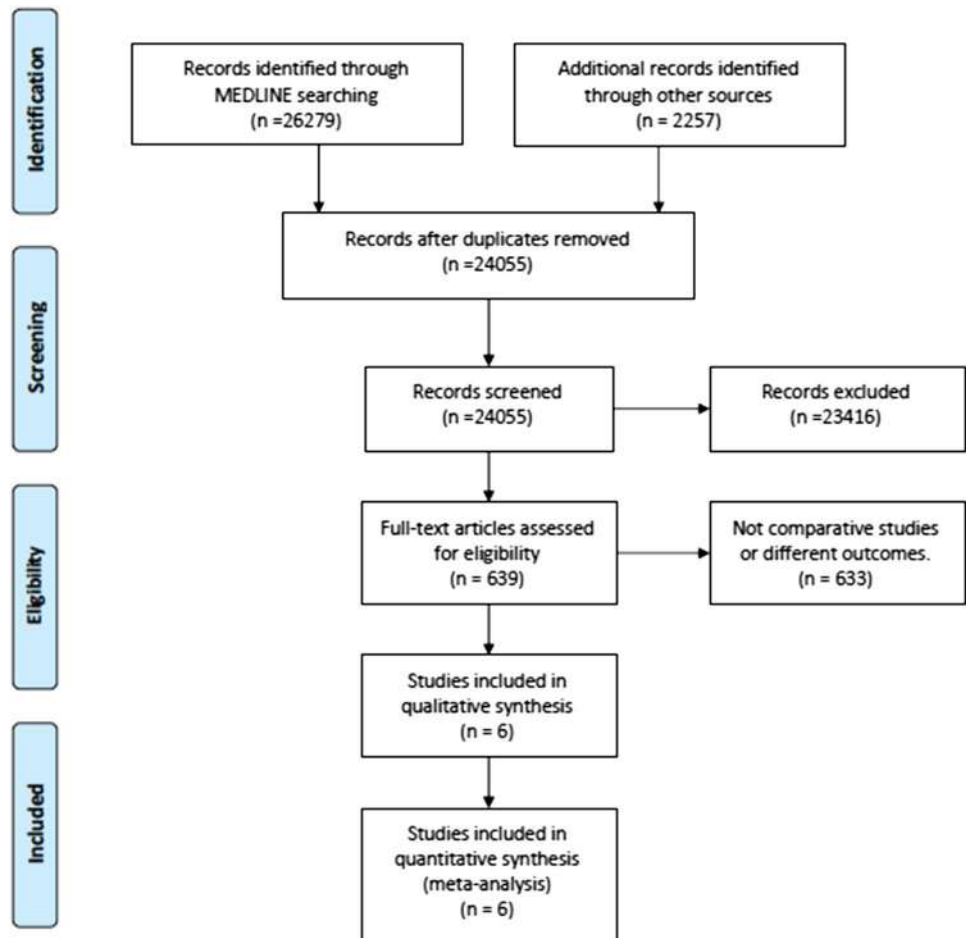 Identification
Records identified through
MEDLINE searching
(n =26279)
Additional records identified
through other sources
(n = 2257)
Screening
Records after duplicates removed
(n =24055)
Records screened
(n =24055)
Records excluded
(n =23416)
Eligibility
Full-text articles assessed
for eligibility
(n = 639)
Not comparative studies
or different outcomes.
(n = 633)
Studies included in
qualitative synthesis
(n = 6)
Included
Studies included in
quantitative synthesis
(meta-analysis)
(n = 6)